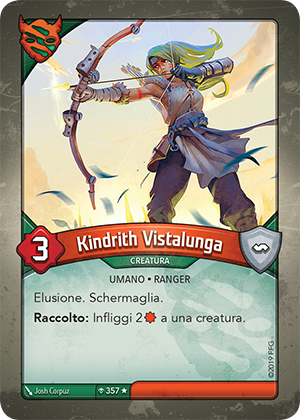 Kindrith Vistalunga
3
CREATURA
UMANO • RANGER
Elusione. Schermaglia.
Raccolto: Infliggi 2 a una creatura.
©2019 FFG
Josh Corpuz
357